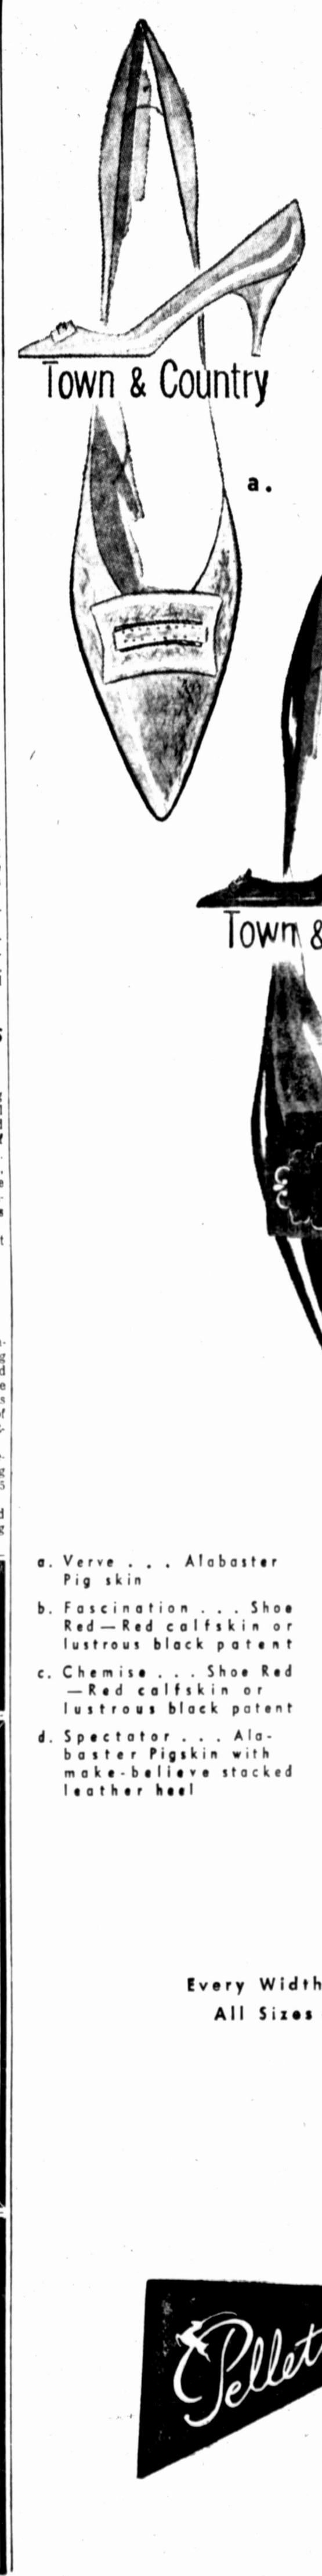 Town & Country
a.
Town &
a. Verve . . . Alabaster
Pig skin
b. Fascination . . . Shoe
Red — Red calfskin or
lustrous black patent
c. Chemise . . . Shoe Red
— Red calfskin or
lustrous black patent
d. Spectator . . . Ala-
baster Pigskin with
make-believe stacked
leather heel
Every Width
All Sizes
Pellet